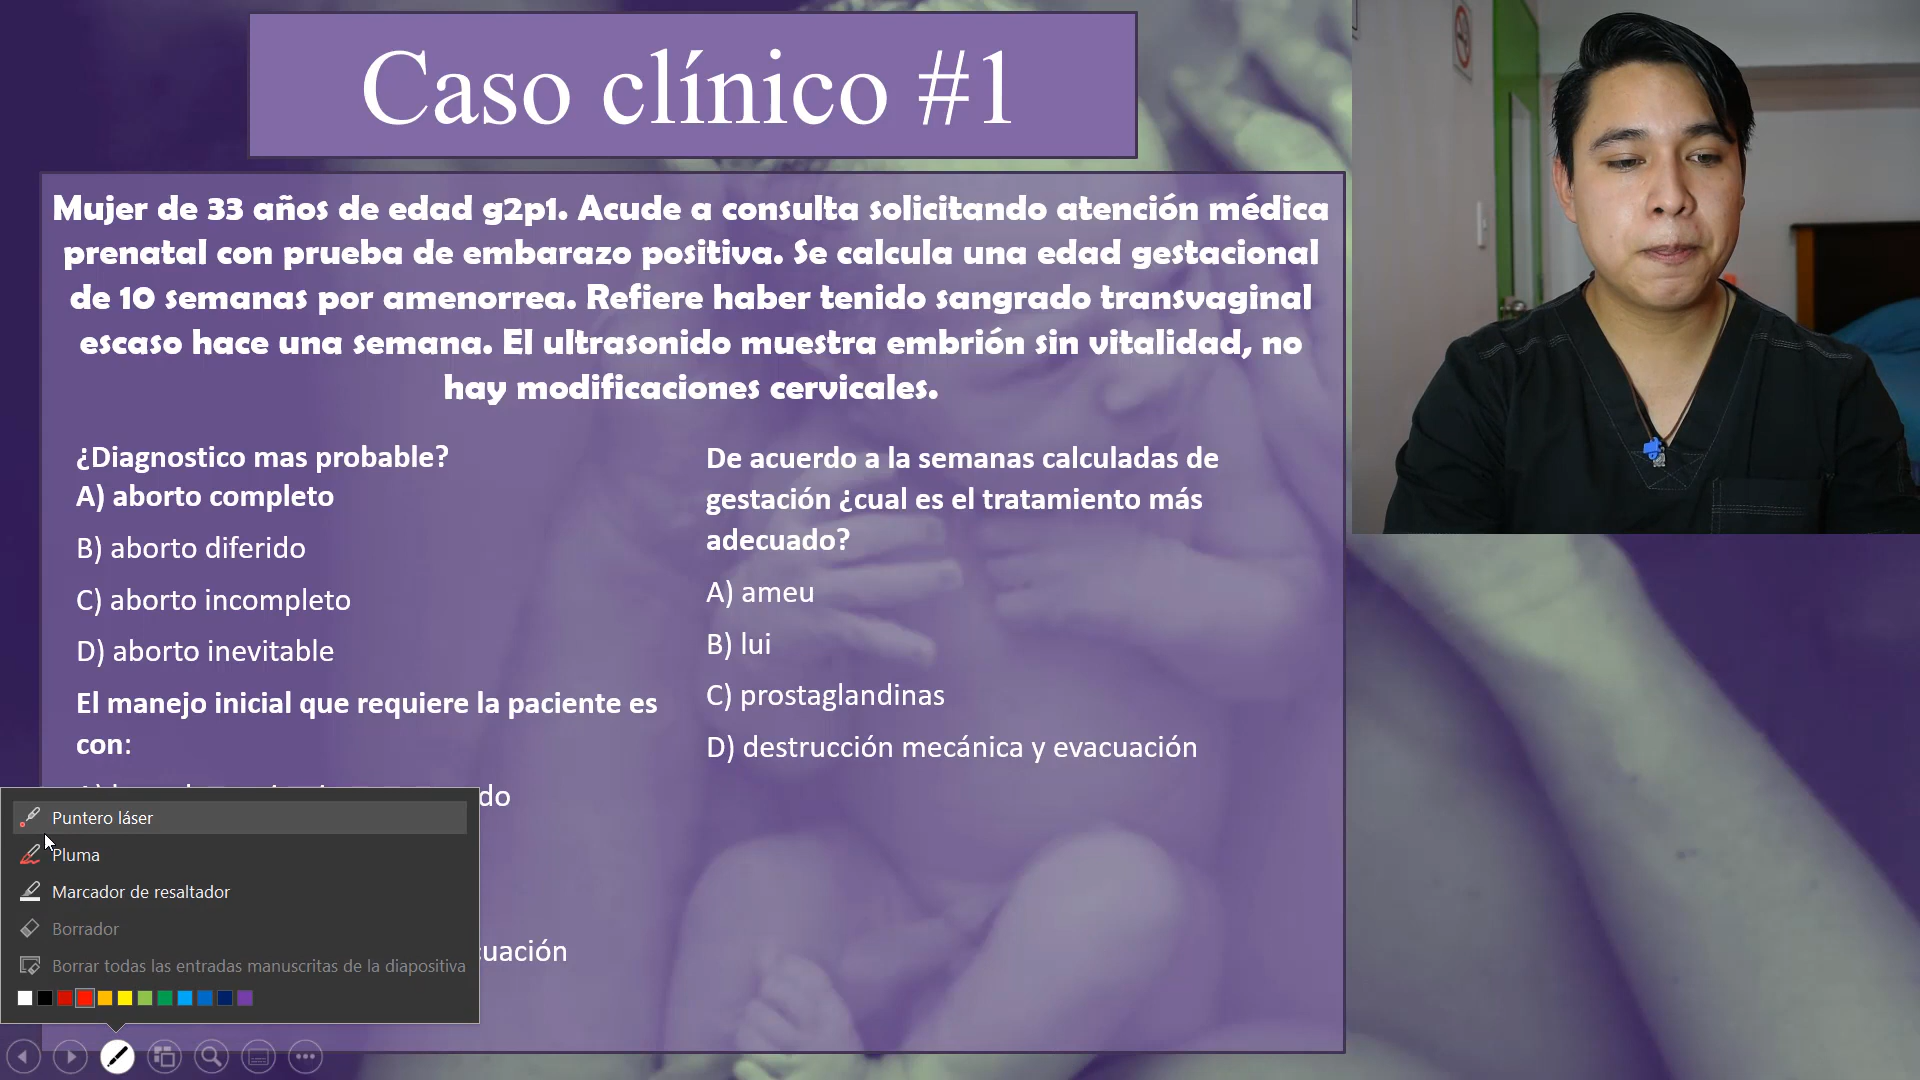 Caso clínico #1
Mujer de 33 años de edad g2p1. Acude a consulta solicitando atención médica
prenatal con prueba de embarazo positiva. Se calcula una edad gestacional
de 10 semanas por amenorrea. Refiere haber tenido sangrado transvaginal
escaso hace una semana. El ultrasonido muestra embrión sin vitalidad, no
hay modificaciones cervicales.
¿Diagnostico mas probable?
A) aborto completo
B) aborto diferido
C) aborto incompleto
D) aborto inevitable
El manejo inicial que requiere la paciente es
con:
De acuerdo a la semanas calculadas de
gestación ¿cual es el tratamiento más
adecuado?
A) ameu
B) lui
C) prostaglandinas
D) destrucción mecánica y evacuación
Puntero láser
Pluma
Marcador de resaltador
Borrador
Borrar todas las entradas manuscritas de la diapositiva